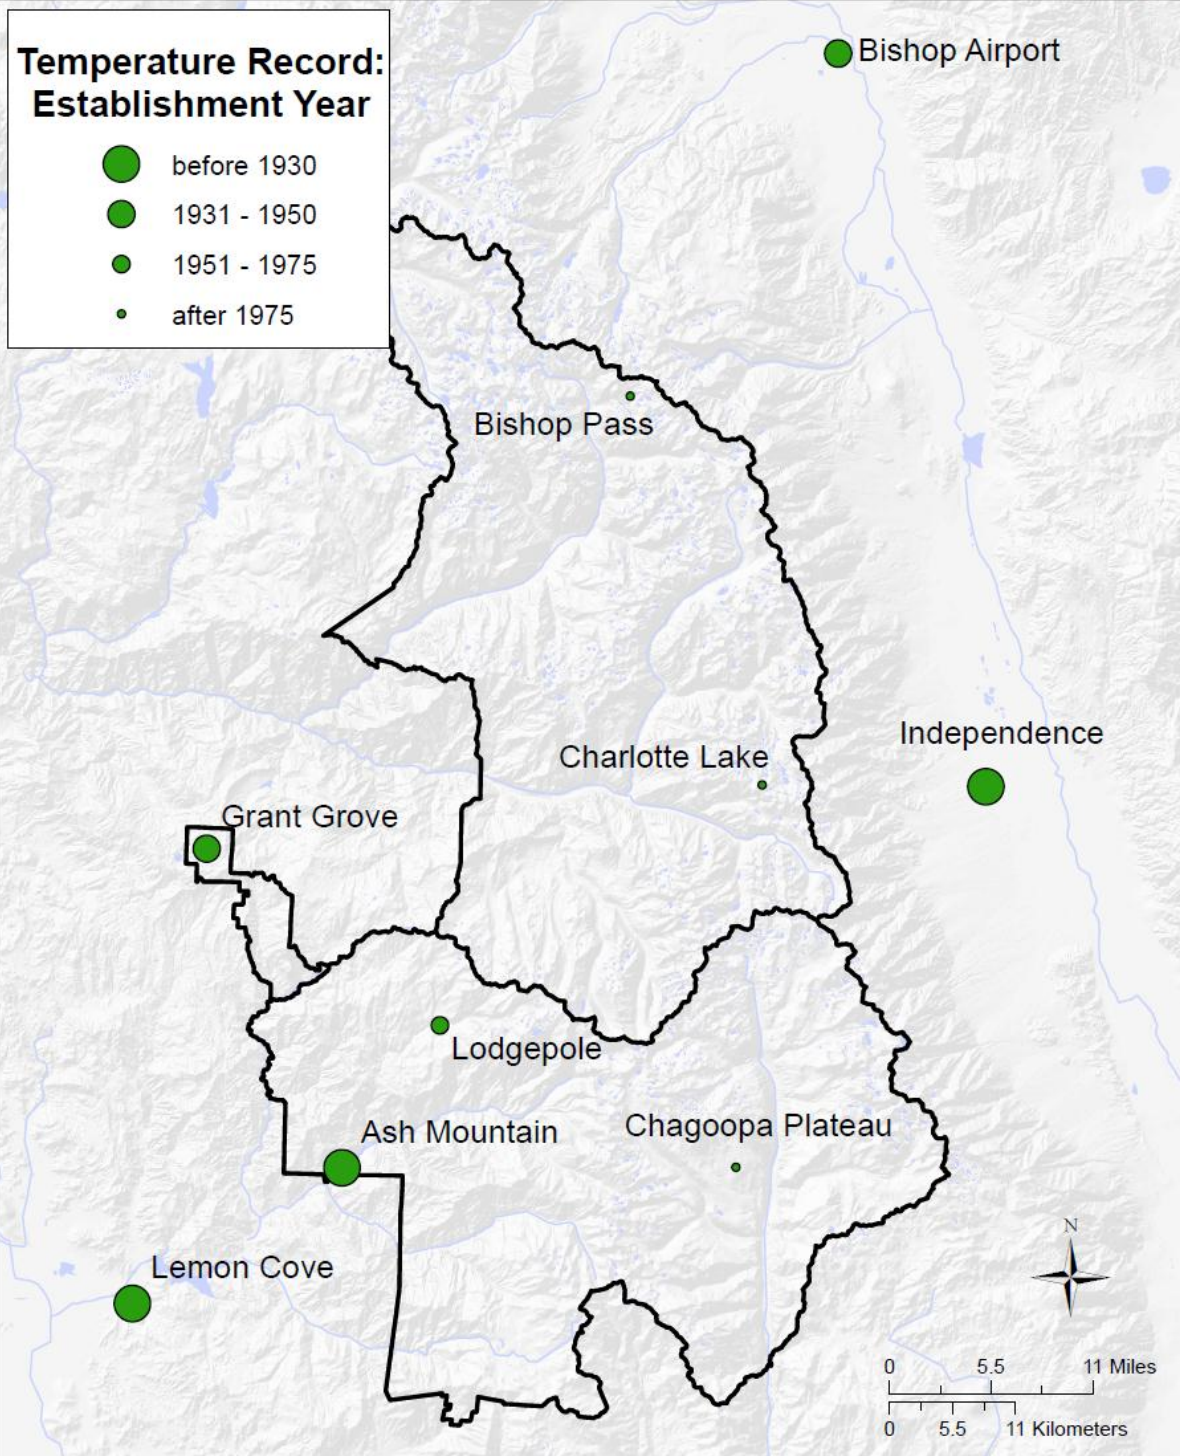 Temperature Record:
Establishment Year
before 1930
1931 - 1950
1951 - 1975
after 1975
Bishop Airport
Bishop Pass
Independence
Charlotte Lake
Grant Grove
Lodgepole
Ash Mountain
Chagoopa Plateau
Lemon Cove
N
0 5.5 11 Miles
0 5.5 11 Kilometers